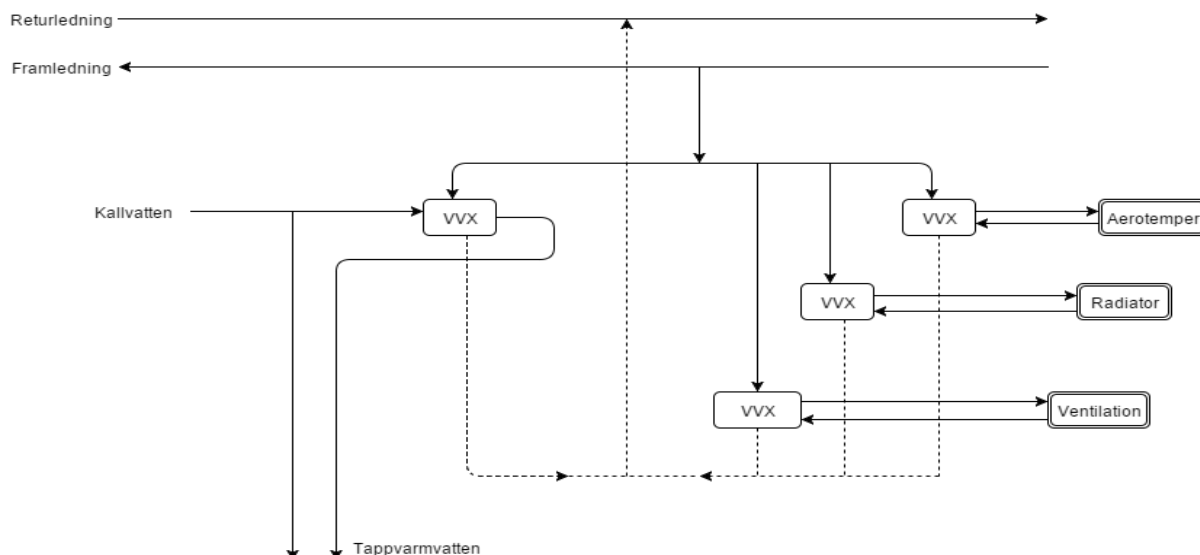 Returledning
Framledning
Kallvatten
VVX
VVX
Aerotemper
VVX
Radiator
VVX
Ventilation
Tappvarmvatten